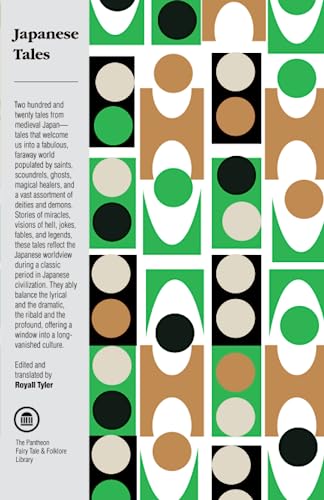 Japanese
Tales
Two hundred and
twenty tales from
medieval Japan—
tales that welcome
us into a fabulous,
faraway world
populated by saints,
scoundrels, ghosts,
magical healers, and
a vast assortment of
deities and demons.
Stories of miracles,
visions of hell, jokes,
fables, and legends,
these tales reflect the
Japanese worldview
during a classic
period in Japanese
civilization. They ably
balance the lyrical
and the dramatic,
the ribald and the
profound, offering a
window into a long-
vanished culture.
Edited and
translated by
Royall Tyler
The Pantheon
Fairy Tale & Folklore
Library